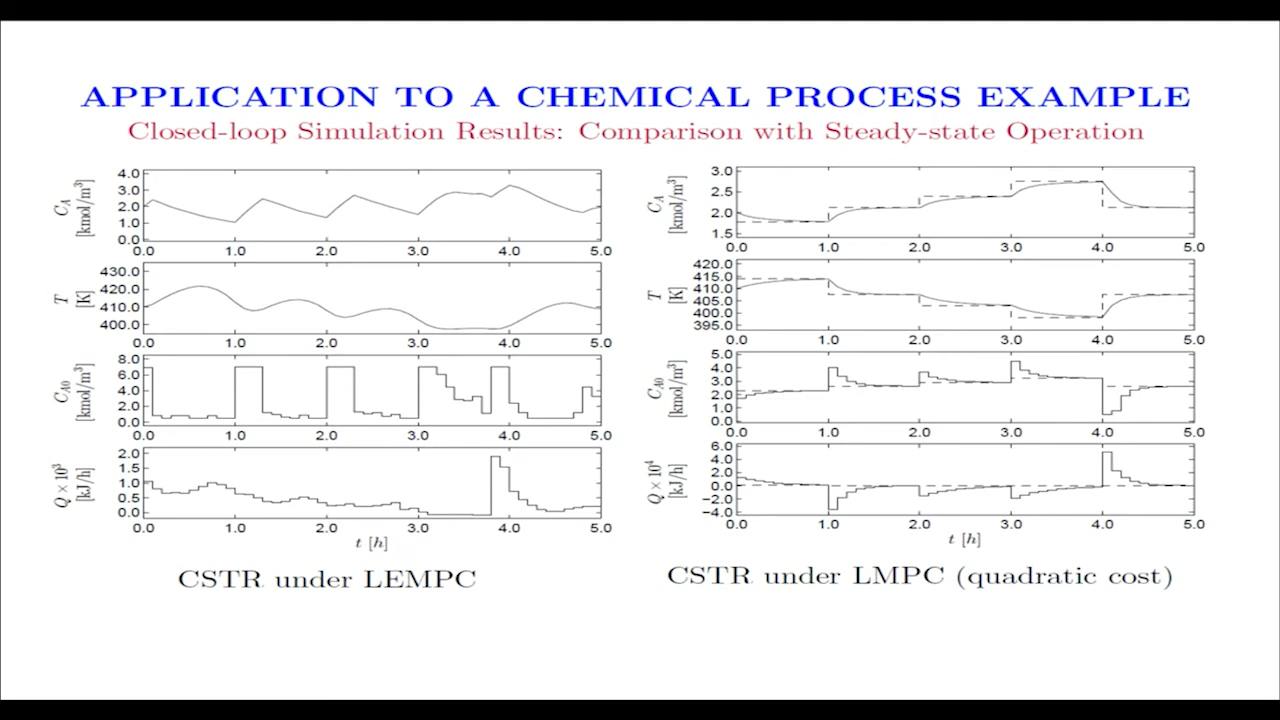 APPLICATION TO A CHEMICAL PROCESS EXAMPLE
Closed-loop Simulation Results: Comparison with Steady-state Operation
C_A [kmol/m³]
4.0
3.0
2.0
1.0
0.0
0.0 1.0 2.0 3.0 4.0 5.0
T [K]
430.0
420.0
410.0
400.0
0.0 1.0 2.0 3.0 4.0 5.0
C_A0 [kmol/m³]
8.0
6.0
4.0
2.0
0.0
0.0 1.0 2.0 3.0 4.0 5.0
Q × 10³ [kJ/h]
2.0
1.5
1.0
0.5
0.0
0.0 1.0 2.0 3.0 4.0 5.0
t [h]
CSTR under LEMPC
C_A [kmol/m³]
3.0
2.5
2.0
1.5
0.0 1.0 2.0 3.0 4.0 5.0
T [K]
420.0
415.0
410.0
405.0
400.0
395.0
0.0 1.0 2.0 3.0 4.0 5.0
C_A0 [kmol/m³]
5.0
4.0
3.0
2.0
1.0
0.0
0.0 1.0 2.0 3.0 4.0 5.0
Q × 10⁴ [kJ/h]
6.0
4.0
2.0
0.0
−2.0
−4.0
0.0 1.0 2.0 3.0 4.0 5.0
t [h]
CSTR under LMPC (quadratic cost)